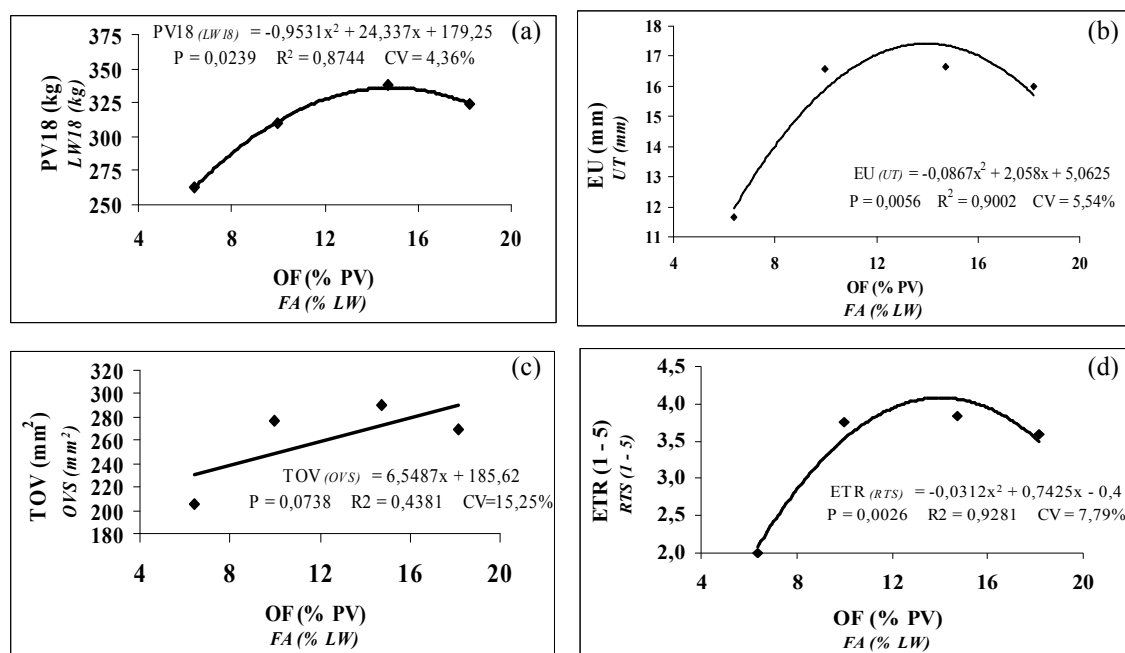 (a)
PV18 (LW18) = -0,9531x² + 24,337x + 179,25
P = 0,0239 R² = 0,8744 CV = 4,36%
PV18 (kg)
LW18 (kg)
375
350
325
300
275
250
4 8 12 16 20
OF (% PV)
FA (% LW)
(b)
EU (mm)
UT (mm)
18
17
16
15
14
13
12
11
EU (UT) = -0,0867x² + 2,058x + 5,0625
P = 0,0056 R² = 0,9002 CV = 5,54%
4 8 12 16 20
OF (% PV)
FA (% LW)
(c)
TOV (mm²)
OVS (mm²)
320
300
280
260
240
220
200
180
TOV (OVS) = 6,5487x + 185,62
P = 0,0738 R2 = 0,4381 CV=15,25%
4 8 12 16 20
OF (% PV)
FA (% LW)
(d)
ETR (1 - 5)
RTS (1 - 5)
4,5
4,0
3,5
3,0
2,5
2,0
ETR (RTS) = -0,0312x² + 0,7425x - 0,4
P = 0,0026 R2 = 0,9281 CV=7,79%
4 8 12 16 20
OF (% PV)
FA (% LW)